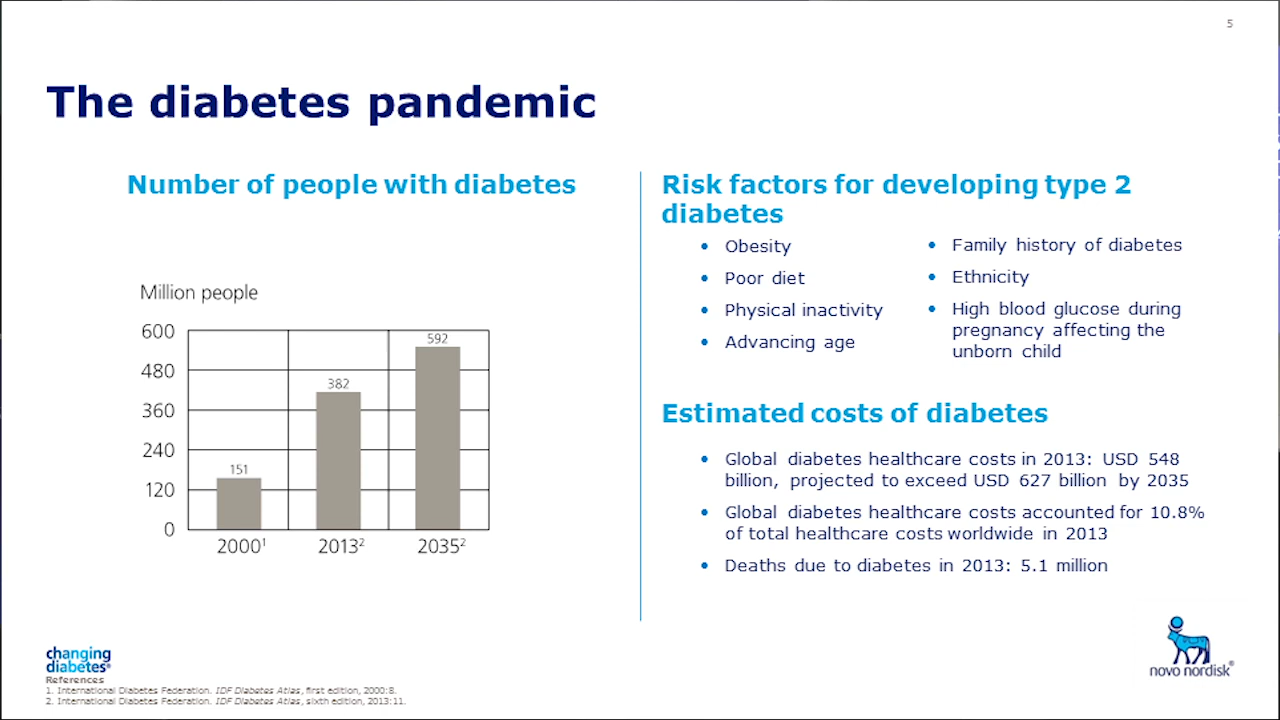 5
The diabetes pandemic
Number of people with diabetes
Million people
600
480
360
240
120
0
151
382
592
2000¹
2013²
2035²
Risk factors for developing type 2
diabetes
• Obesity
• Poor diet
• Physical inactivity
• Advancing age
• Family history of diabetes
• Ethnicity
• High blood glucose during
pregnancy affecting the
unborn child
Estimated costs of diabetes
• Global diabetes healthcare costs in 2013: USD 548
billion, projected to exceed USD 627 billion by 2035
• Global diabetes healthcare costs accounted for 10.8%
of total healthcare costs worldwide in 2013
• Deaths due to diabetes in 2013: 5.1 million
changing
diabetes®
References
1. International Diabetes Federation. IDF Diabetes Atlas, first edition, 2000:8.
2. International Diabetes Federation. IDF Diabetes Atlas, sixth edition, 2013:11.
novo nordisk®